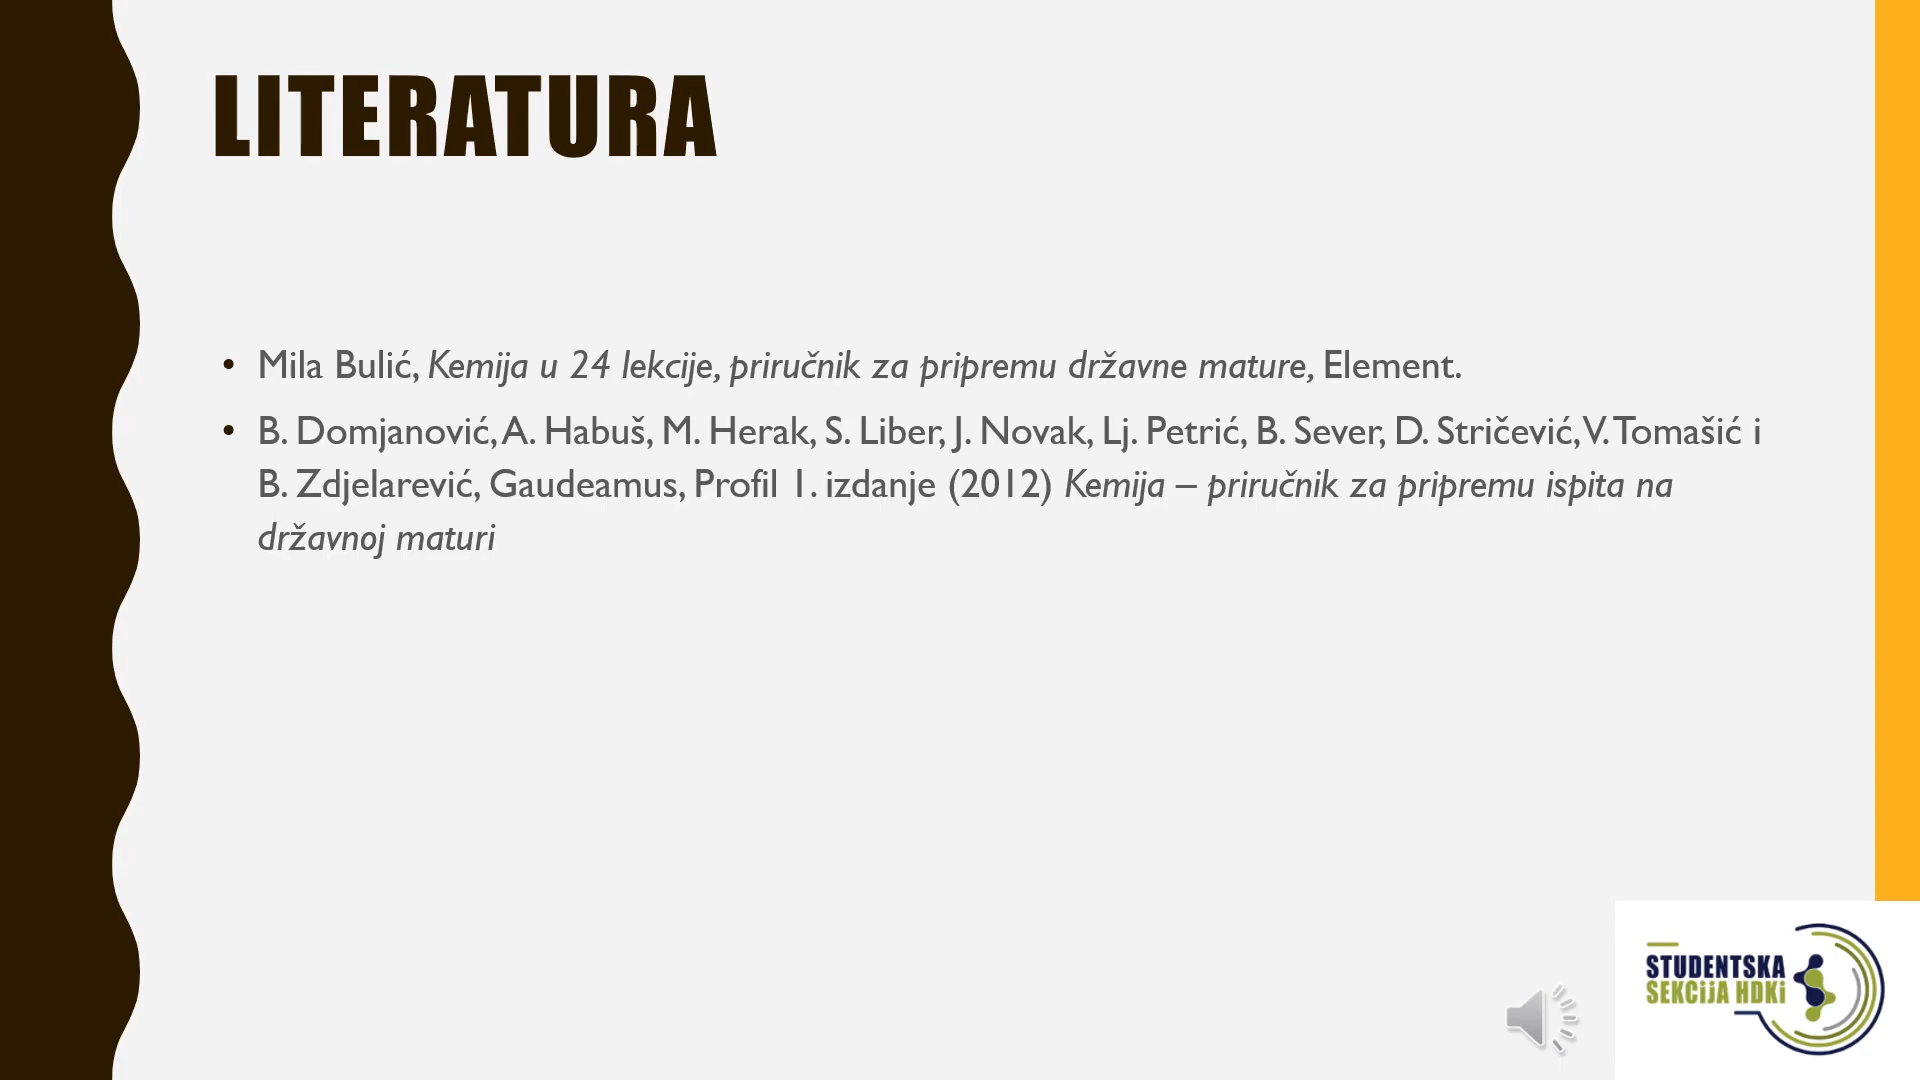 LITERATURA
• Mila Bulić, Kemija u 24 lekcije, priručnik za pripremu državne mature, Element.
• B. Domjanović, A. Habuš, M. Herak, S. Liber, J. Novak, Lj. Petrić, B. Sever, D. Stričević, V. Tomašić i
B. Zdjelarević, Gaudeamus, Profil 1. izdanje (2012) Kemija – priručnik za pripremu ispita na
državnoj maturi
STUDENTSKA
SEKCiJA HDKi